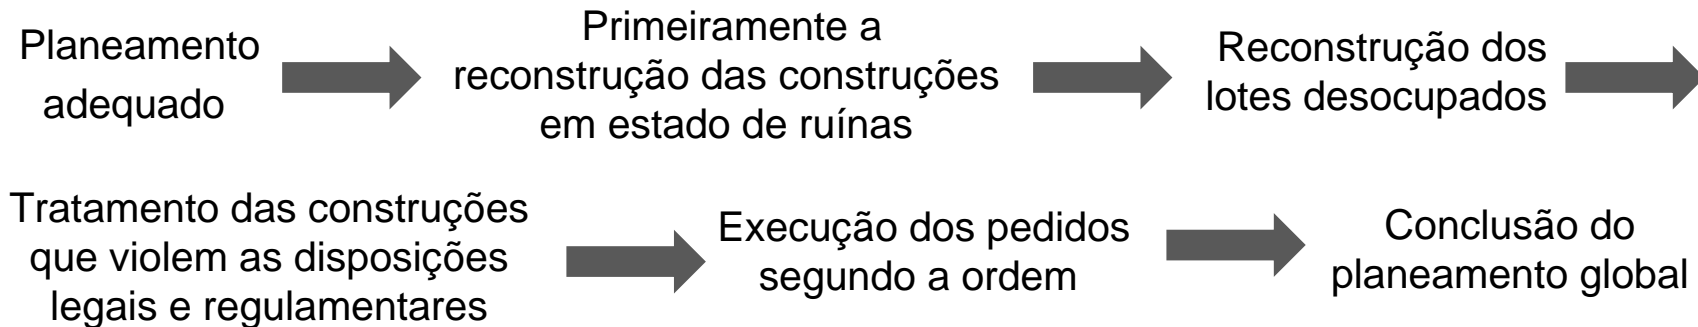 Planeamento
adequado
Primeiramente a
reconstrução das construções
em estado de ruínas
Reconstrução dos
lotes desocupados
Tratamento das construções
que violem as disposições
legais e regulamentares
Execução dos pedidos
segundo a ordem
Conclusão do
planeamento global